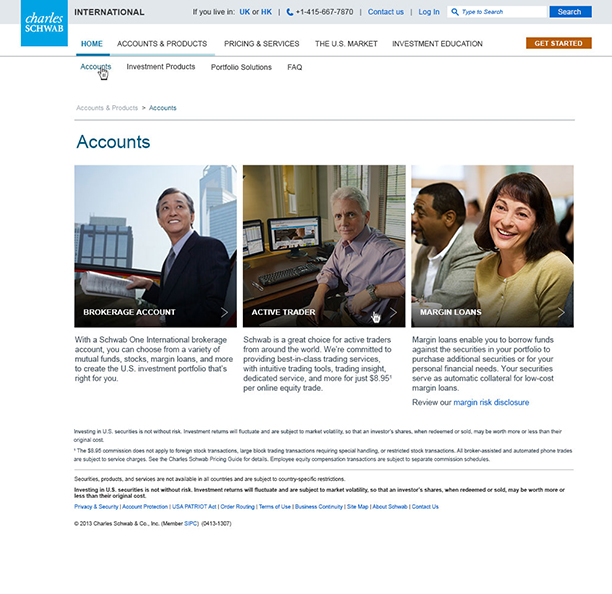 charles
SCHWAB
INTERNATIONAL
If you live in: UK or HK | +1-415-667-7870 | Contact us | Log In
Type to Search
Search
HOME ACCOUNTS & PRODUCTS PRICING & SERVICES THE U.S. MARKET INVESTMENT EDUCATION
GET STARTED
Accounts Investment Products Portfolio Solutions FAQ
Accounts & Products > Accounts
Accounts
BROKERAGE ACCOUNT
With a Schwab One International brokerage
account, you can choose from a variety of
mutual funds, stocks, margin loans, and more
to create the U.S. investment portfolio that's
right for you.
ACTIVE TRADER
Schwab is a great choice for active traders
from around the world. We're committed to
providing best-in-class trading services,
with intuitive trading tools, trading insight,
dedicated service, and more for just $8.95¹
per online equity trade.
MARGIN LOANS
Margin loans enable you to borrow funds
against the securities in your portfolio to
purchase additional securities or for your
personal financial needs. Your securities
serve as automatic collateral for low-cost
margin loans.
Review our margin risk disclosure
Investing in U.S. securities is not without risk. Investment returns will fluctuate and are subject to market volatility, so that an investor's shares, when redeemed or sold, may be worth more or less than their
original cost.
¹ The $8.95 commission does not apply to foreign stock transactions, large block trading transactions requiring special handling, or restricted stock transactions. All broker-assisted and automated phone trades
are subject to service charges. See the Charles Schwab Pricing Guide for details. Employee equity compensation transactions are subject to separate commission schedules.
Securities, products, and services are not available in all countries and are subject to country-specific restrictions.
Investing in U.S. securities is not without risk. Investment returns will fluctuate and are subject to market volatility, so that an investor's shares, when redeemed or sold, may be worth more or
less than their original cost.
Privacy & Security | Account Protection | USA PATRIOT Act | Order Routing | Terms of Use | Business Continuity | Site Map | About Schwab | Contact Us
© 2013 Charles Schwab & Co., Inc. (Member SIPC) (0413-1307)